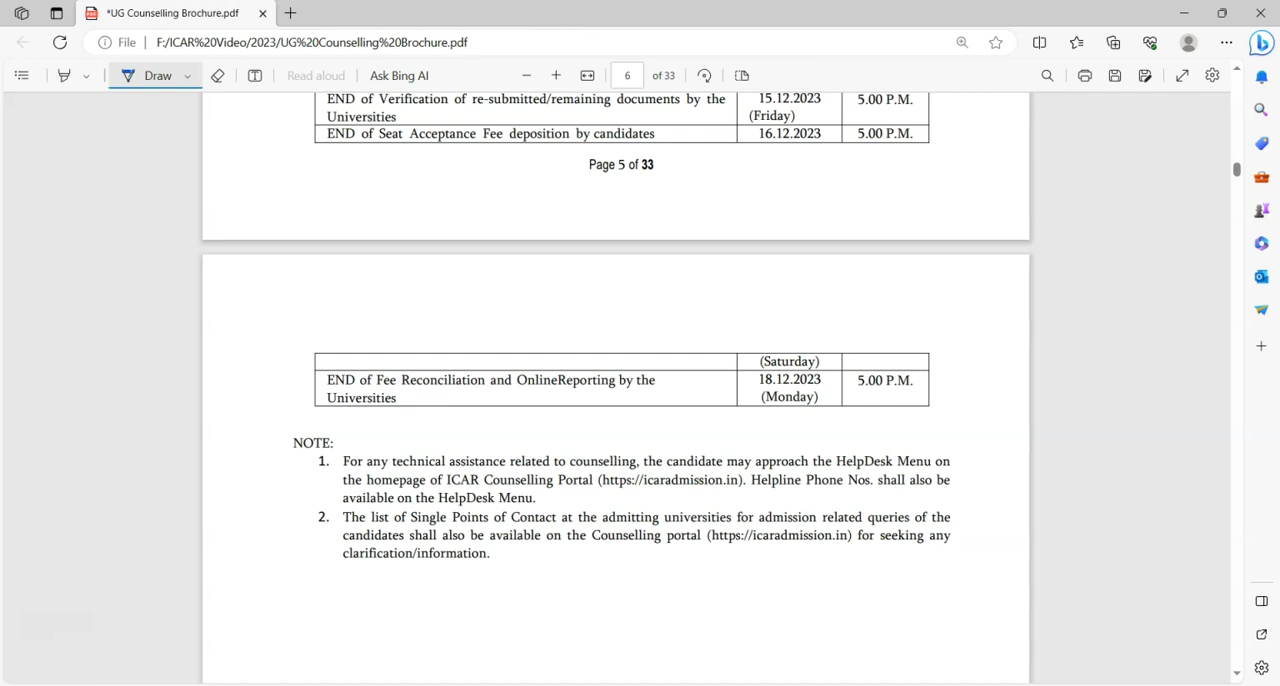 *UG Counselling Brochure.pdf
File
F:/ICAR%20Video/2023/UG%20Counselling%20Brochure.pdf
Draw
Read aloud
Ask Bing AI
6 of 33
END of Verification of re-submitted/remaining documents by the 15.12.2023 5.00 P.M.
Universities (Friday)
END of Seat Acceptance Fee deposition by candidates 16.12.2023 5.00 P.M.
Page 5 of 33
(Saturday)
END of Fee Reconciliation and OnlineReporting by the 18.12.2023 5.00 P.M.
Universities (Monday)
NOTE:
1. For any technical assistance related to counselling, the candidate may approach the HelpDesk Menu on
the homepage of ICAR Counselling Portal (https://icaradmission.in). Helpline Phone Nos. shall also be
available on the HelpDesk Menu.
2. The list of Single Points of Contact at the admitting universities for admission related queries of the
candidates shall also be available on the Counselling portal (https://icaradmission.in) for seeking any
clarification/information.